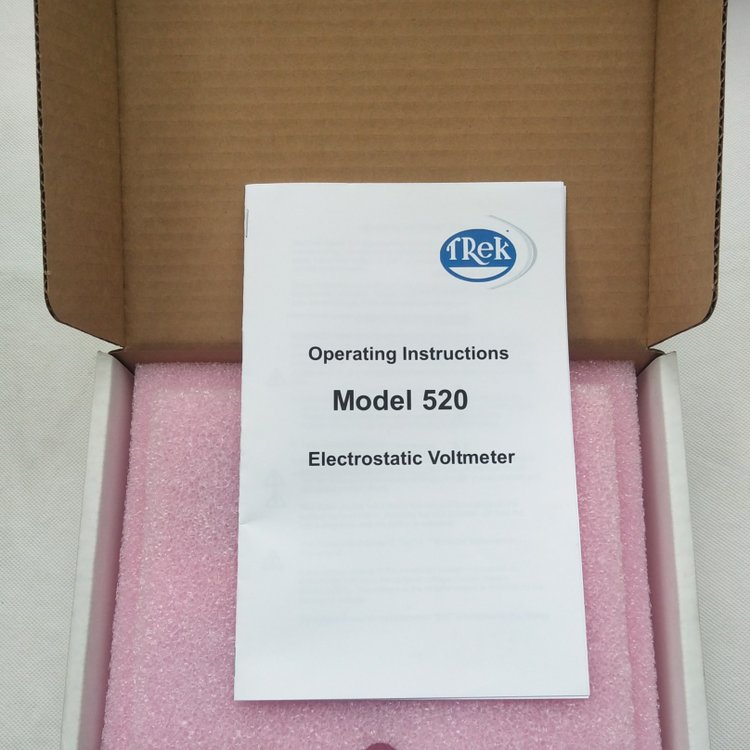 TRek
Operating Instructions
Model 520
Electrostatic Voltmeter